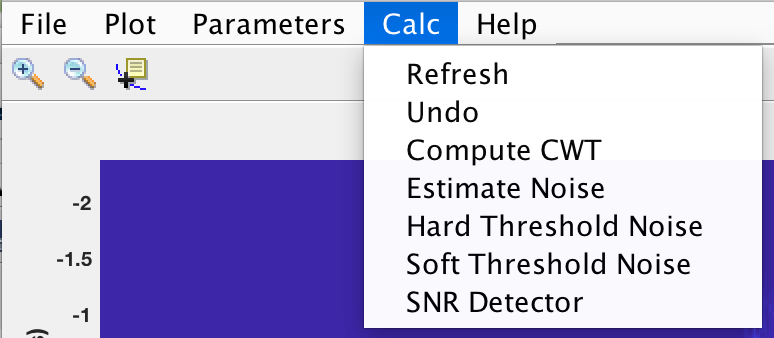 File Plot Parameters Calc Help
Refresh
Undo
Compute CWT
Estimate Noise
Hard Threshold Noise
Soft Threshold Noise
SNR Detector
-2
-1.5
-1